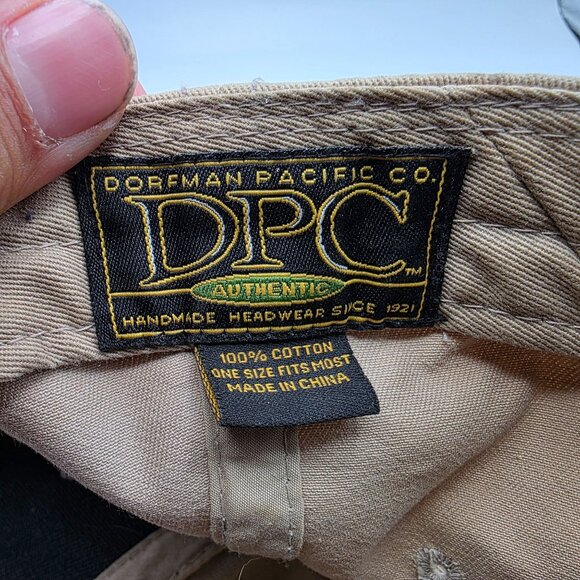 DORFMAN PACIFIC CO.
DPC™
AUTHENTIC
HANDMADE HEADWEAR SINCE 1921
100% COTTON
ONE SIZE FITS MOST
MADE IN CHINA